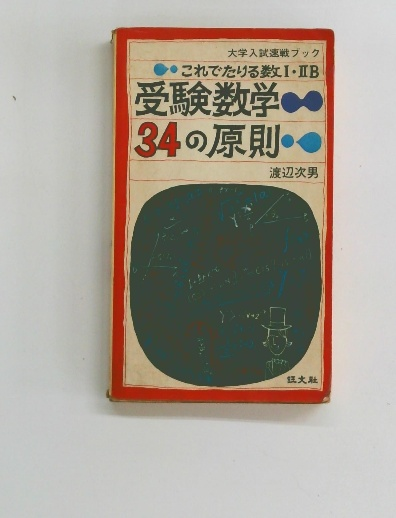 大学入試速戦ブック
これでたりる数I・IIB
受験数学
34の原則
渡辺次男
旺文社